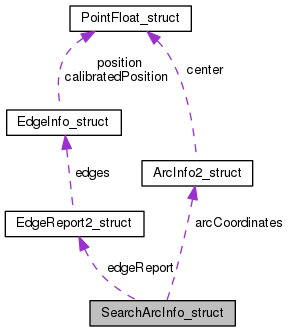 PointFloat_struct
position
calibratedPosition
center
EdgeInfo_struct
ArcInfo2_struct
edges
EdgeReport2_struct
arcCoordinates
edgeReport
SearchArcInfo_struct